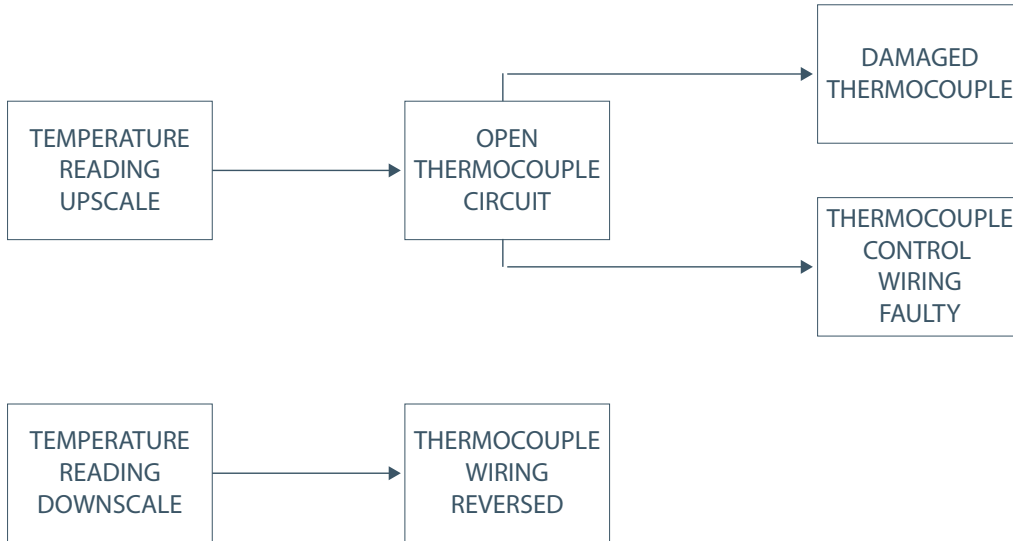 DAMAGED
THERMOCOUPLE
TEMPERATURE
READING
UPSCALE
OPEN
THERMOCOUPLE
CIRCUIT
THERMOCOUPLE
CONTROL
WIRING
FAULTY
TEMPERATURE
READING
DOWNSCALE
THERMOCOUPLE
WIRING
REVERSED